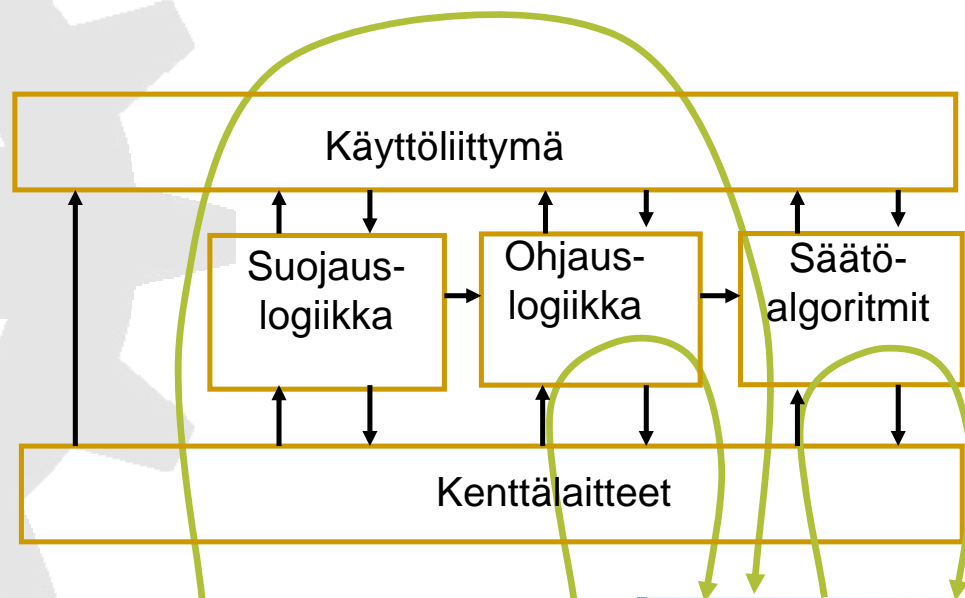 Käyttöliittymä
Suojaus-
logiikka
Ohjaus-
logiikka
Säätö-
algoritmit
Kenttälaitteet